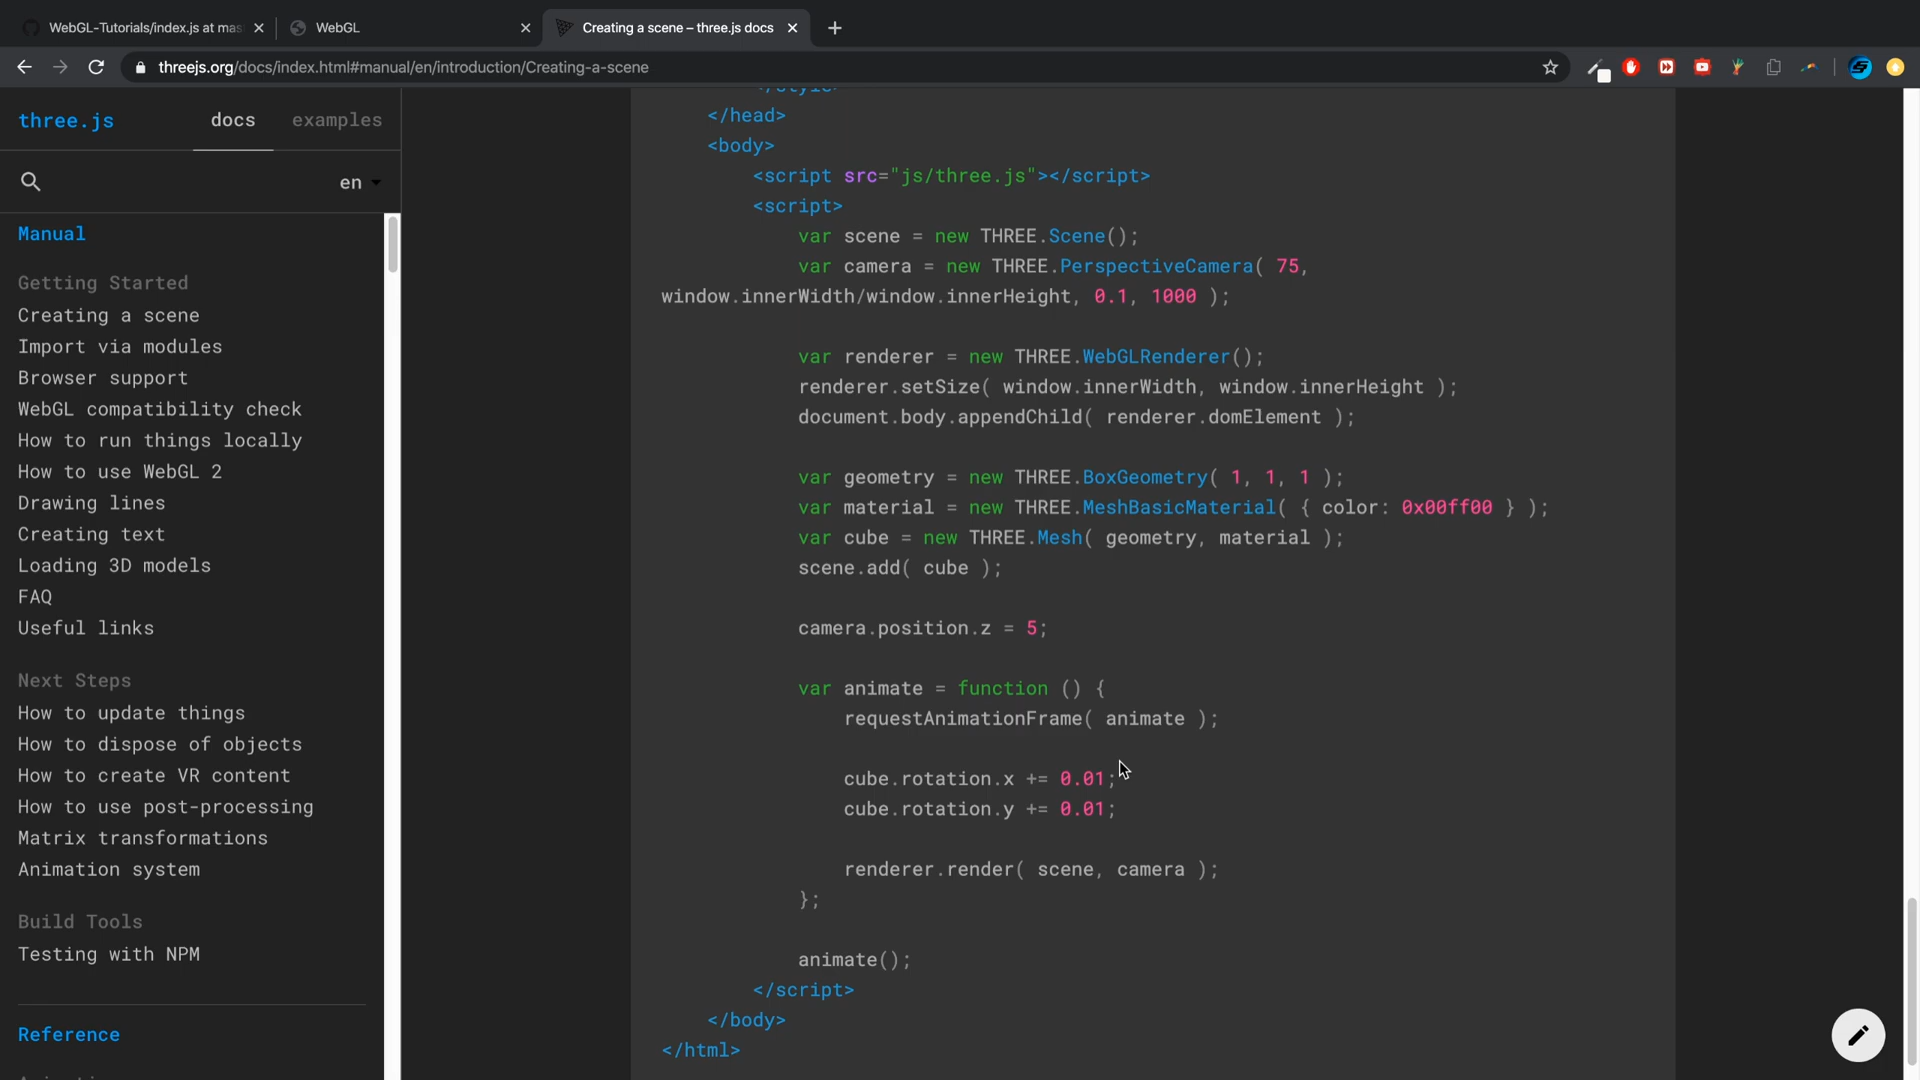 WebGL-Tutorials/index.js at mas
WebGL
Creating a scene – three.js docs
threejs.org/docs/index.html#manual/en/introduction/Creating-a-scene
three.js
docs
examples
en
Manual
Getting Started
Creating a scene
Import via modules
Browser support
WebGL compatibility check
How to run things locally
How to use WebGL 2
Drawing lines
Creating text
Loading 3D models
FAQ
Useful links
Next Steps
How to update things
How to dispose of objects
How to create VR content
How to use post-processing
Matrix transformations
Animation system
Build Tools
Testing with NPM
Reference
</style>
</head>
<body>
<script src="js/three.js"></script>
<script>
var scene = new THREE.Scene();
var camera = new THREE.PerspectiveCamera( 75,
window.innerWidth/window.innerHeight, 0.1, 1000 );
var renderer = new THREE.WebGLRenderer();
renderer.setSize( window.innerWidth, window.innerHeight );
document.body.appendChild( renderer.domElement );
var geometry = new THREE.BoxGeometry( 1, 1, 1 );
var material = new THREE.MeshBasicMaterial( { color: 0x00ff00 } );
var cube = new THREE.Mesh( geometry, material );
scene.add( cube );
camera.position.z = 5;
var animate = function () {
requestAnimationFrame( animate );
cube.rotation.x += 0.01;
cube.rotation.y += 0.01;
renderer.render( scene, camera );
};
animate();
</script>
</body>
</html>